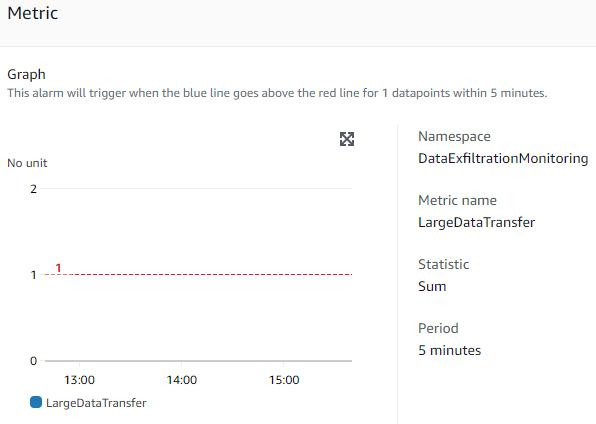 Metric
Graph
This alarm will trigger when the blue line goes above the red line for 1 datapoints within 5 minutes.
No unit
2
1
1
0
13:00
14:00
15:00
LargeDataTransfer
Namespace
DataExfiltrationMonitoring
Metric name
LargeDataTransfer
Statistic
Sum
Period
5 minutes